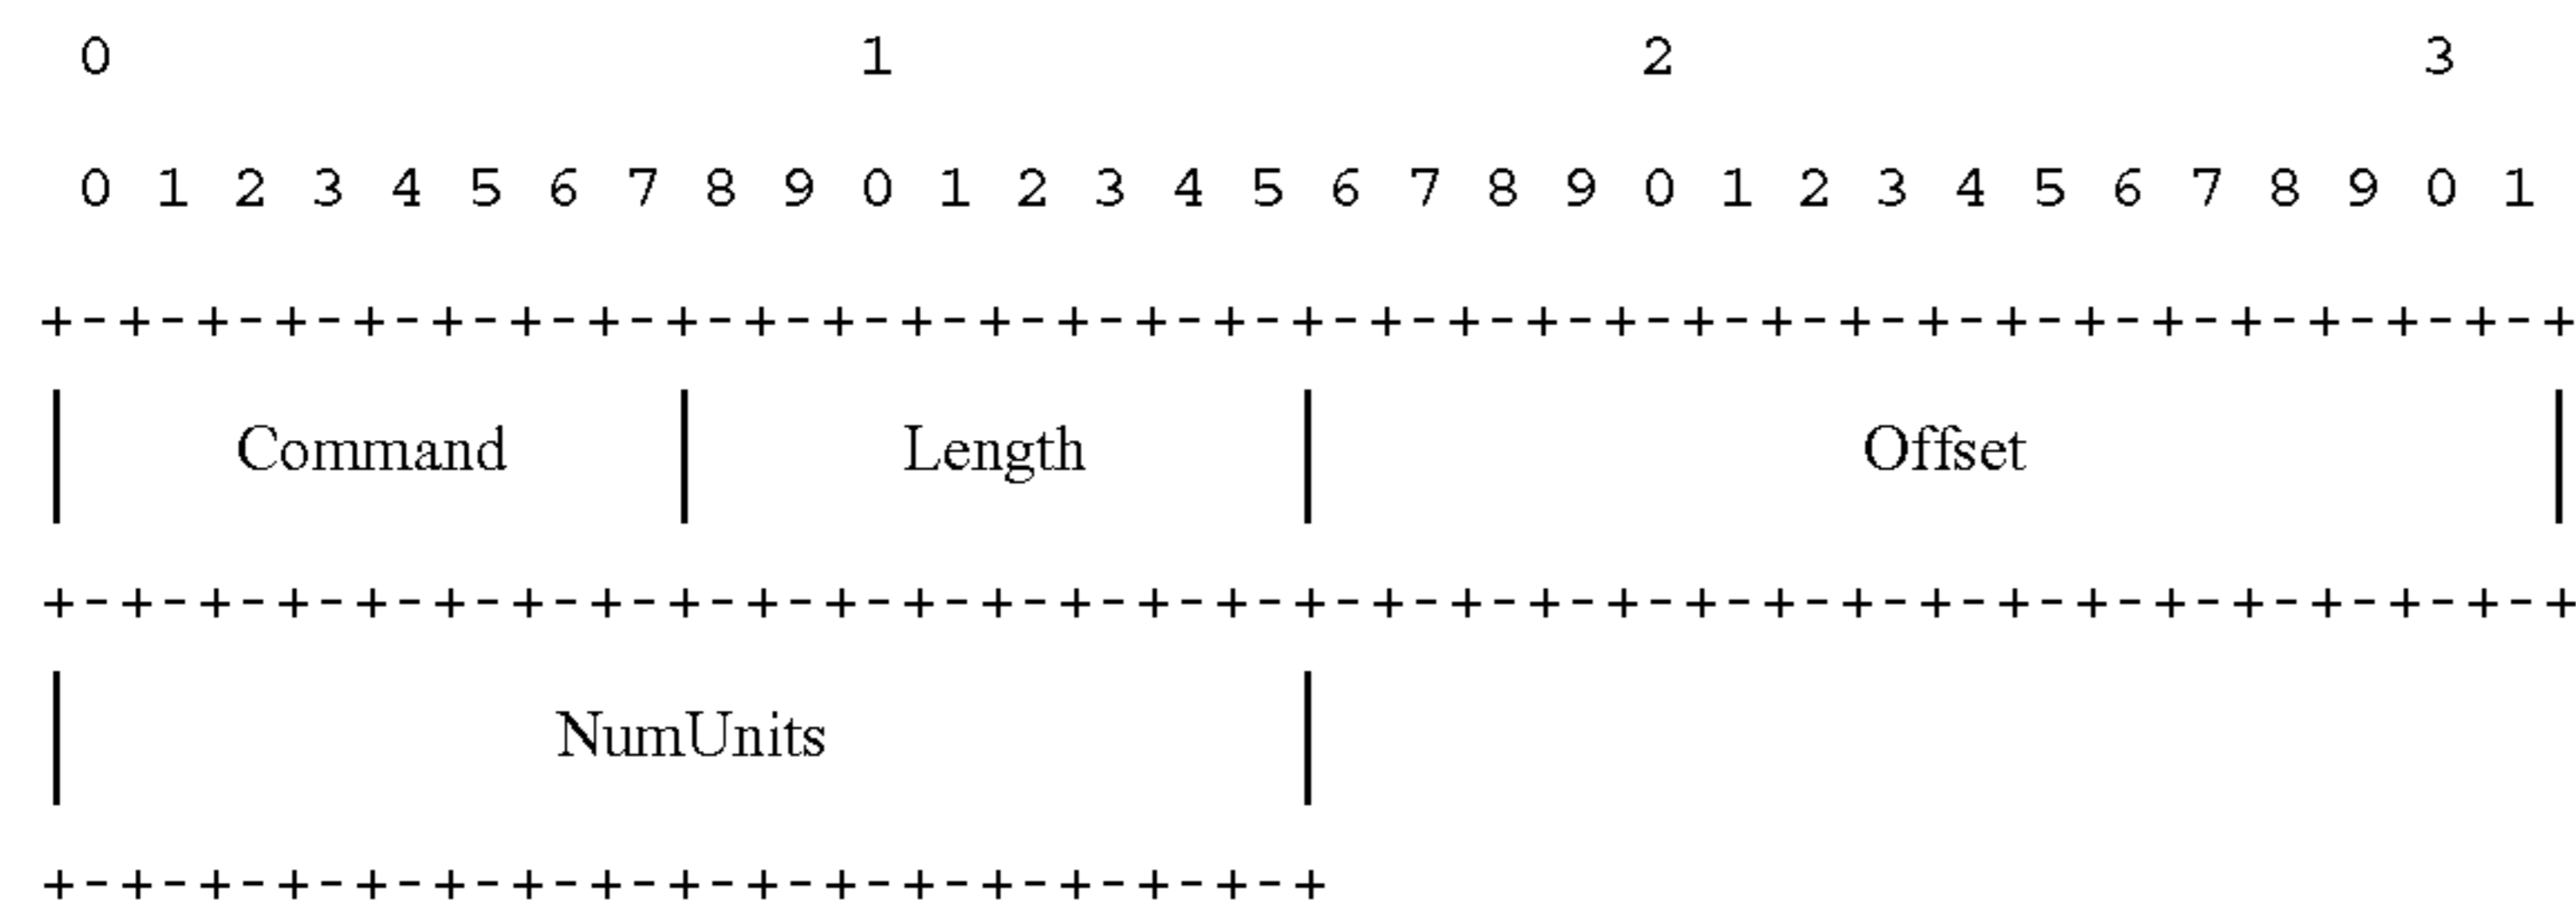 0 1 2 3
0 1 2 3 4 5 6 7 8 9 0 1 2 3 4 5 6 7 8 9 0 1 2 3 4 5 6 7 8 9 0 1
+-+-+-+-+-+-+-+-+-+-+-+-+-+-+-+-+-+-+-+-+-+-+-+-+-+-+-+-+-+-+-+-+
| Command | Length | Offset |
+-+-+-+-+-+-+-+-+-+-+-+-+-+-+-+-+-+-+-+-+-+-+-+-+-+-+-+-+-+-+-+-+
| NumUnits |
+-+-+-+-+-+-+-+-+-+-+-+-+-+-+-+-+